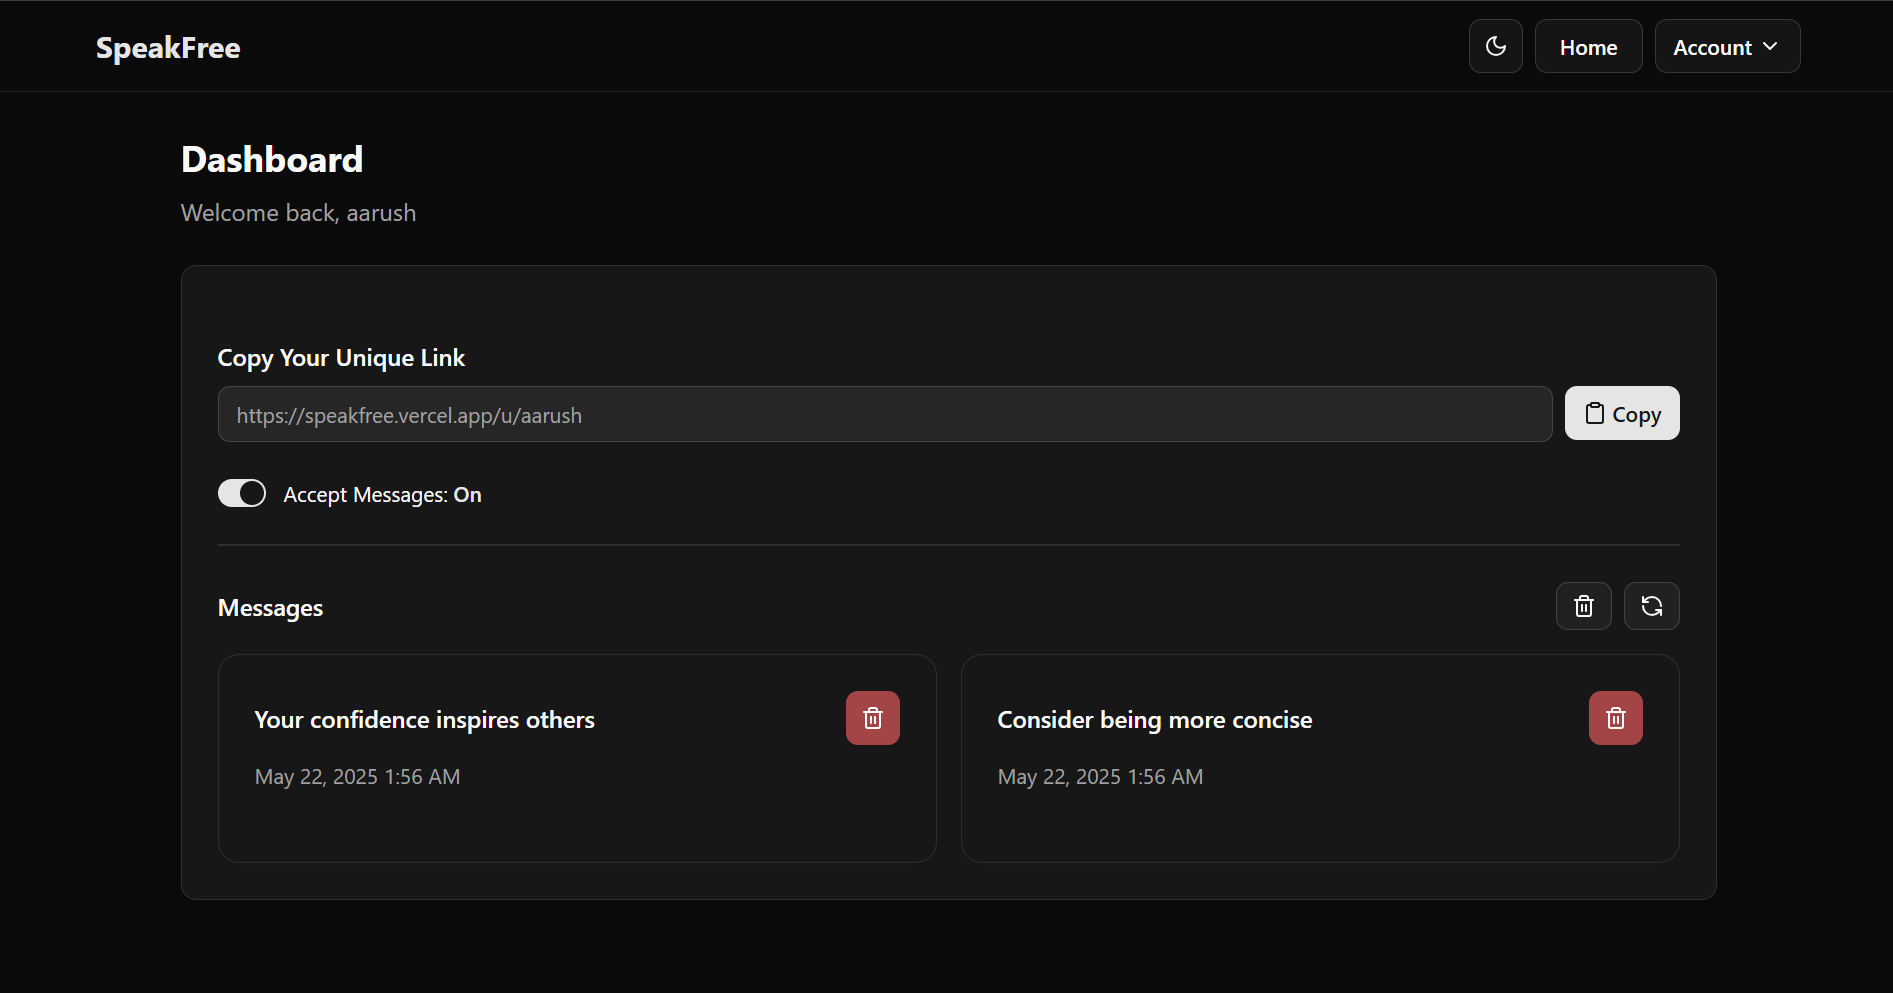 SpeakFree
Home
Account
Dashboard
Welcome back, aarush
Copy Your Unique Link
https://speakfree.vercel.app/u/aarush
Copy
Accept Messages: On
Messages
Your confidence inspires others
May 22, 2025 1:56 AM
Consider being more concise
May 22, 2025 1:56 AM